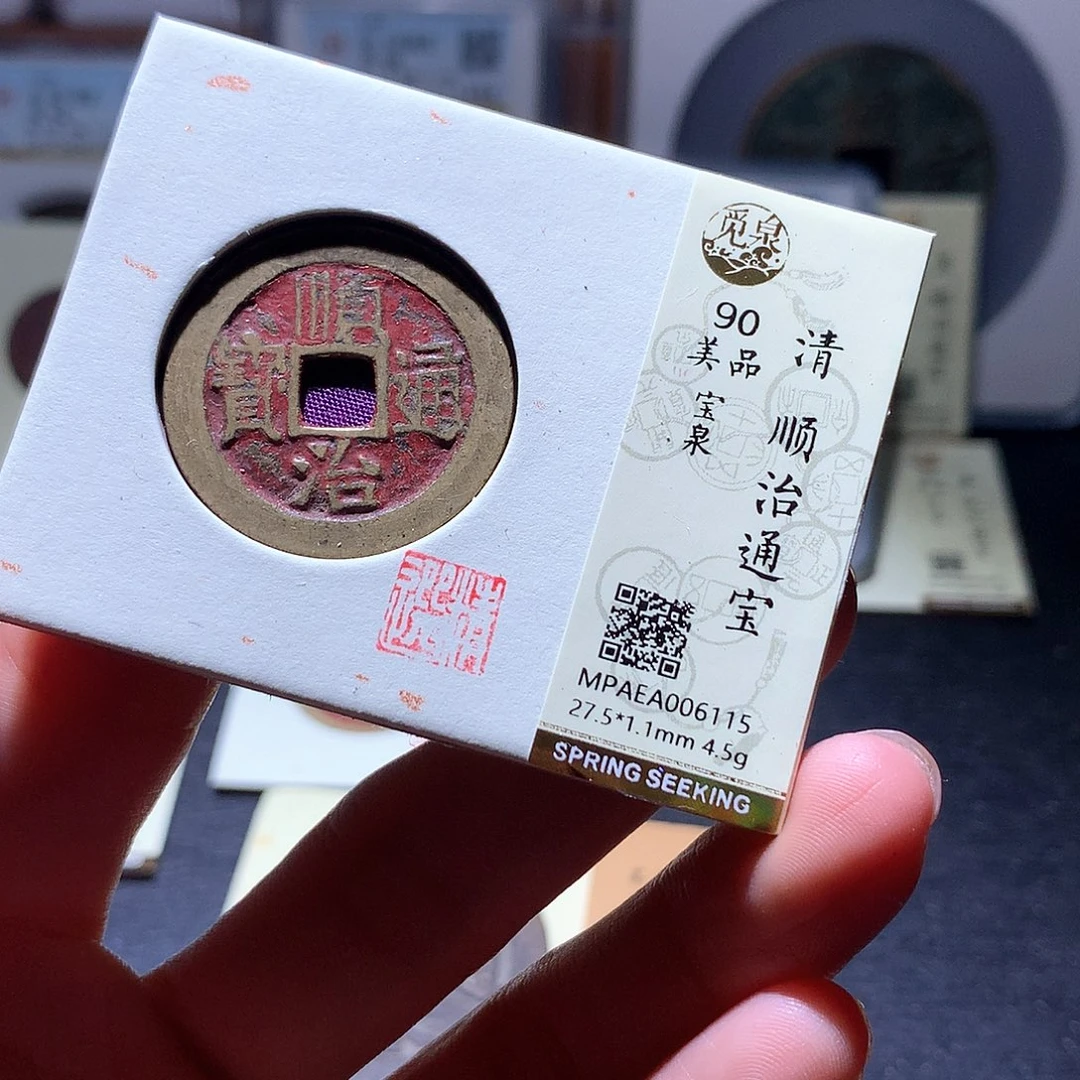 順治通寶
觅泉
90
美品
宝泉
清
顺治通宝
MPAEA006115
27.5*1.1mm 4.5g
SPRING SEEKING